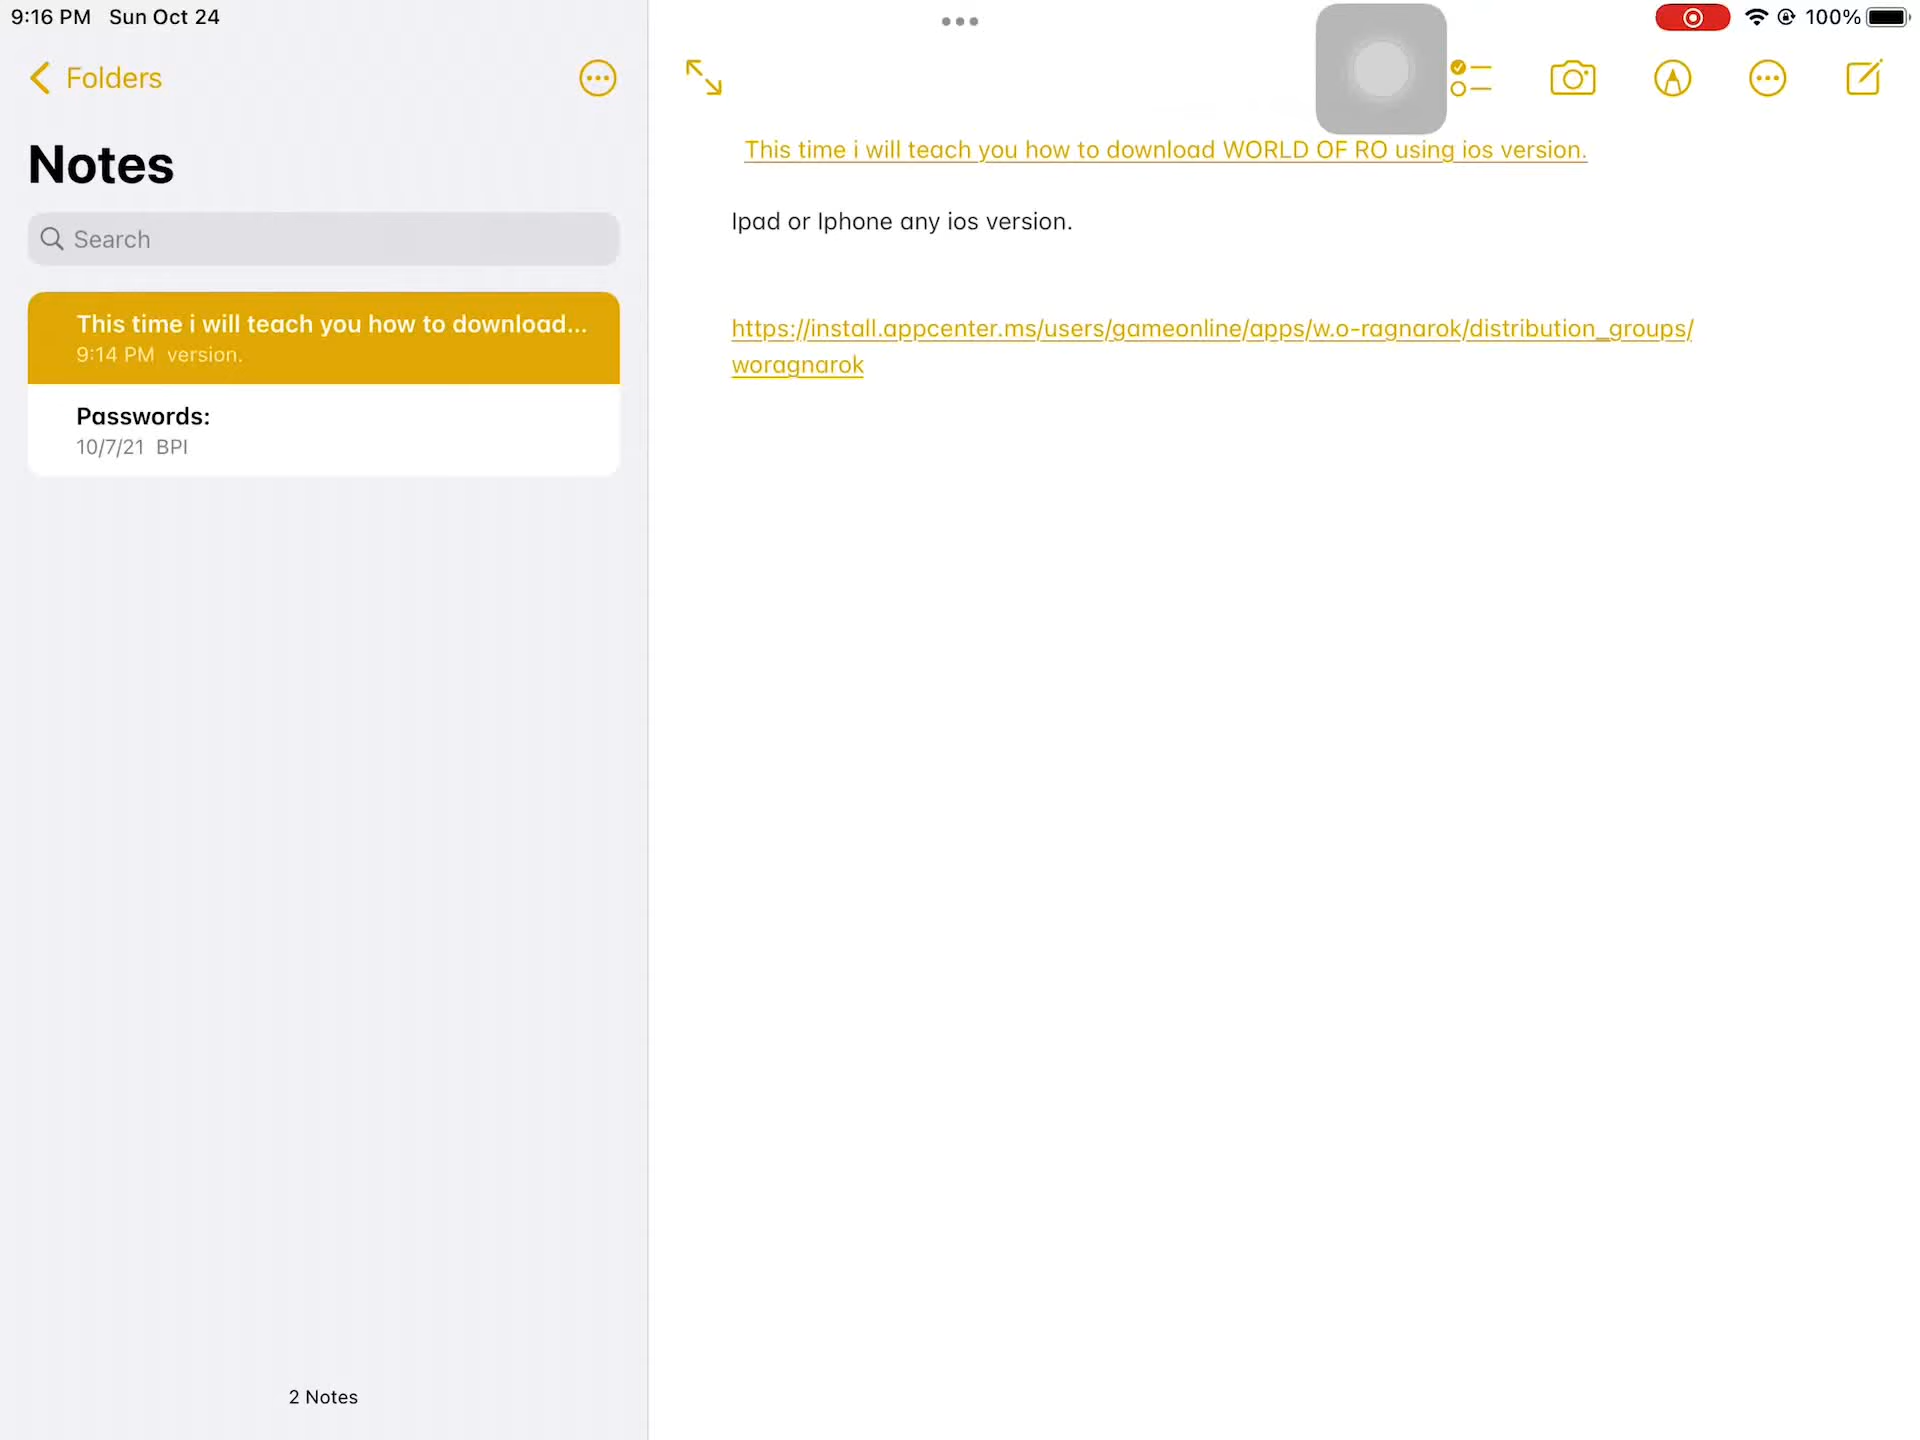 9:16 PM Sun Oct 24
100%
Folders
Notes
Search
This time i will teach you how to download...
9:14 PM version.
Passwords:
10/7/21 BPI
2 Notes
This time i will teach you how to download WORLD OF RO using ios version.
Ipad or Iphone any ios version.
https://install.appcenter.ms/users/gameonline/apps/w.o-ragnarok/distribution_groups/
woragnarok